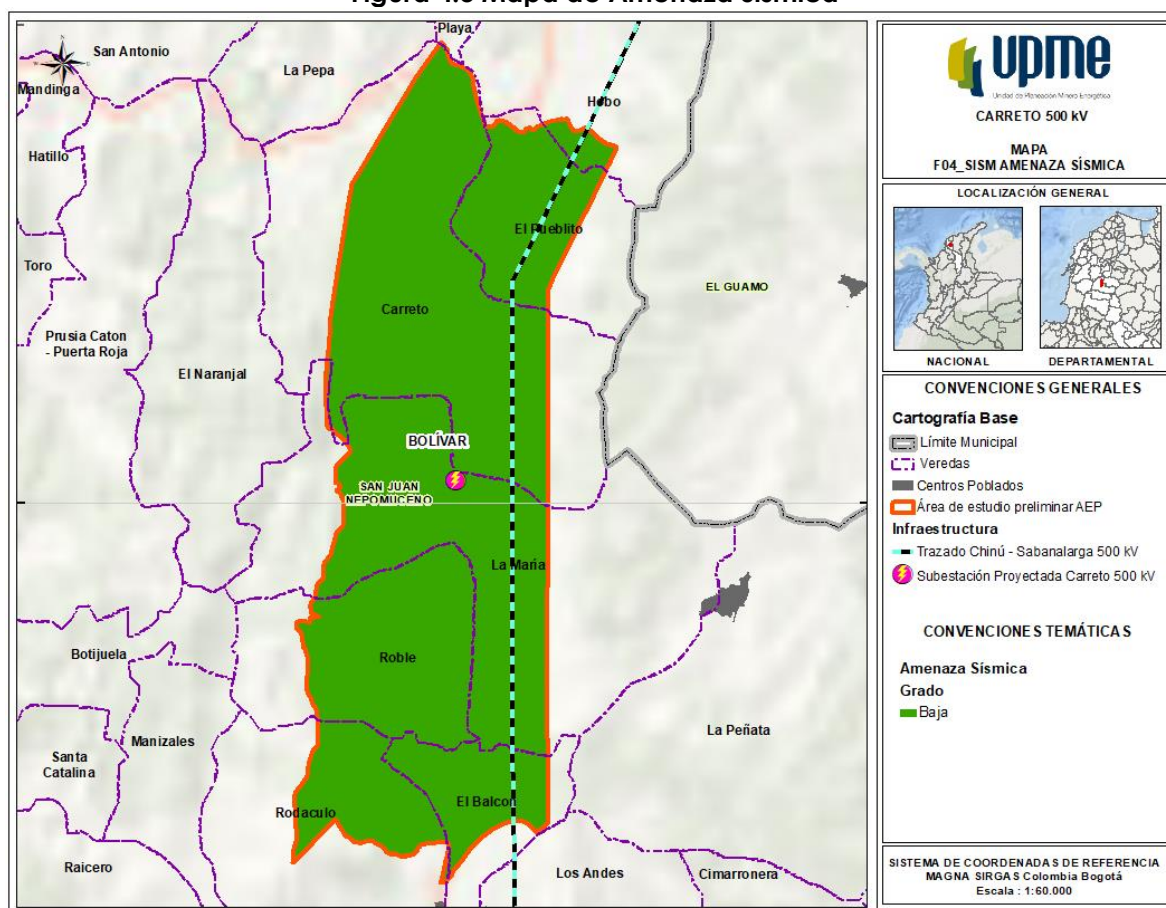 Figura 4.6 Mapa de Amenaza sísmica
Playa
San Antonio
La Pepa
N
W
E
S
Mandinga
Hobo
Hatillo
Toro
El Pueblito
EL GUAMO
Carreto
Prusia Caton
- Puerta Roja
El Naranjal
BOLÍVAR
SAN JUAN
NEPOMUCENO
La María
Botijuela
Roble
Manizales
La Peñata
Santa
Catalina
El Balcon
Rodaculo
Raicero
Los Andes
Cimarronera
upme
Unidad de Planeación Minero Energética
CARRETO 500 kV
MAPA
F04_SISM AMENAZA SÍSMICA
LOCALIZACIÓN GENERAL
NACIONAL
DEPARTAMENTAL
CONVENCIONES GENERALES
Cartografía Base
Límite Municipal
Veredas
Centros Poblados
Área de estudio preliminar AEP
Infraestructura
Trazado Chinú - Sabanalarga 500 kV
Subestación Proyectada Carreto 500 kV
CONVENCIONES TEMÁTICAS
Amenaza Sísmica
Grado
Baja
SISTEMA DE COORDENADAS DE REFERENCIA
MAGNA SIRGAS Colombia Bogotá
Escala : 1:60.000